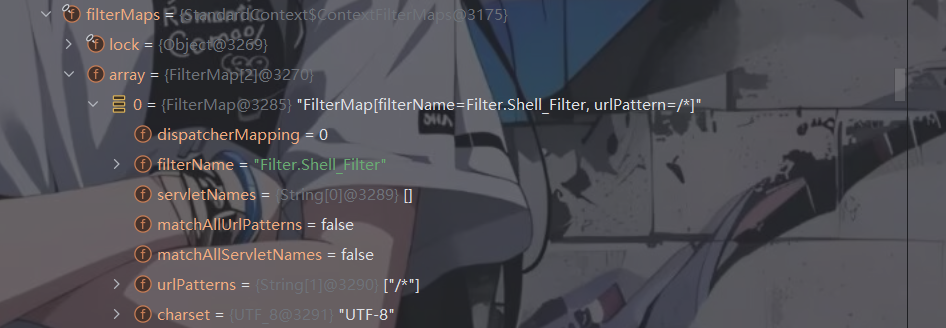 filterMaps = {StandardContext$ContextFilterMaps@3175}
lock = {Object@3269}
array = {FilterMap[2]@3270}
0 = {FilterMap@3285} "FilterMap[filterName=Filter.Shell_Filter, urlPattern=/*]"
f dispatcherMapping = 0
f filterName = "Filter.Shell_Filter"
f servletNames = {String[0]@3289} []
f matchAllUrlPatterns = false
f matchAllServletNames = false
f urlPatterns = {String[1]@3290} ["/*"]
f charset = {UTF_8@3291} "UTF-8"